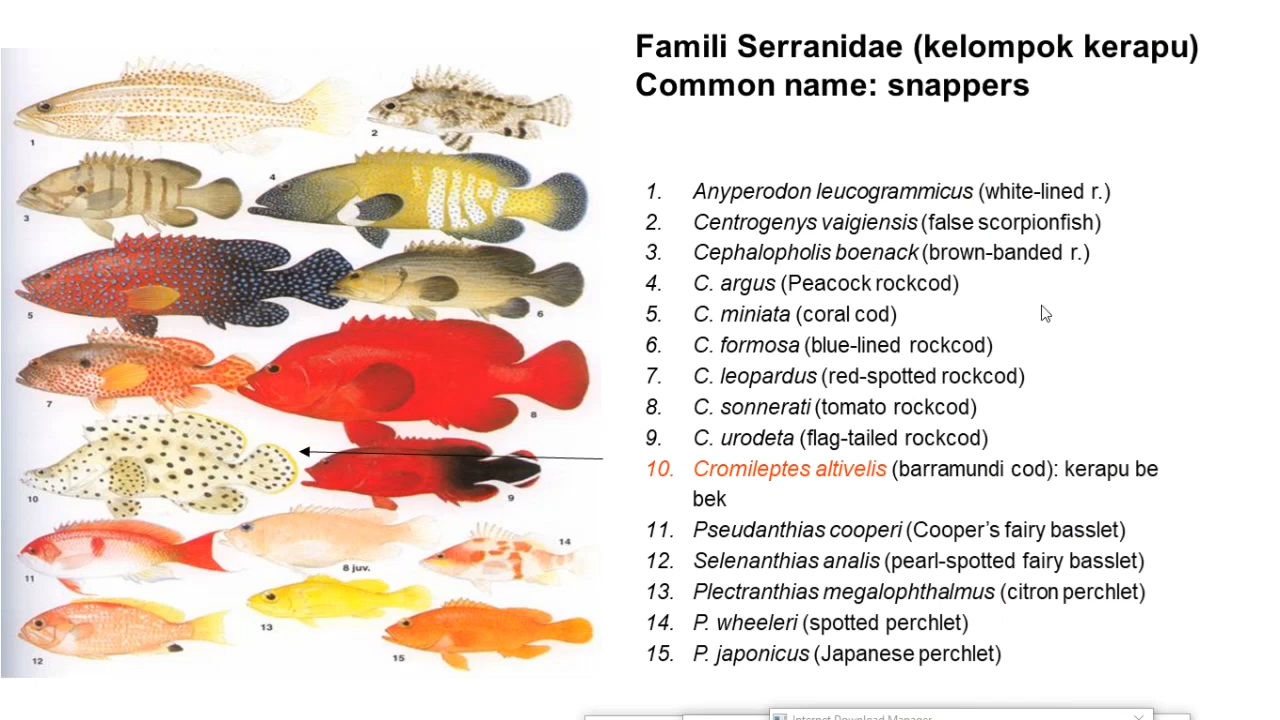 Famili Serranidae (kelompok kerapu)
Common name: snappers
1. Anyperodon leucogrammicus (white-lined r.)
2. Centrogenys vaigiensis (false scorpionfish)
3. Cephalopholis boenack (brown-banded r.)
4. C. argus (Peacock rockcod)
5. C. miniata (coral cod)
6. C. formosa (blue-lined rockcod)
7. C. leopardus (red-spotted rockcod)
8. C. sonnerati (tomato rockcod)
9. C. urodeta (flag-tailed rockcod)
10. Cromileptes altivelis (barramundi cod): kerapu be
bek
11. Pseudanthias cooperi (Cooper's fairy basslet)
12. Selenanthias analis (pearl-spotted fairy basslet)
13. Plectranthias megalophthalmus (citron perchlet)
14. P. wheeleri (spotted perchlet)
15. P. japonicus (Japanese perchlet)
1
2
3
4
5
6
7
8
10
9
14
11
8 juv.
13
12
15
Internet Download Manager